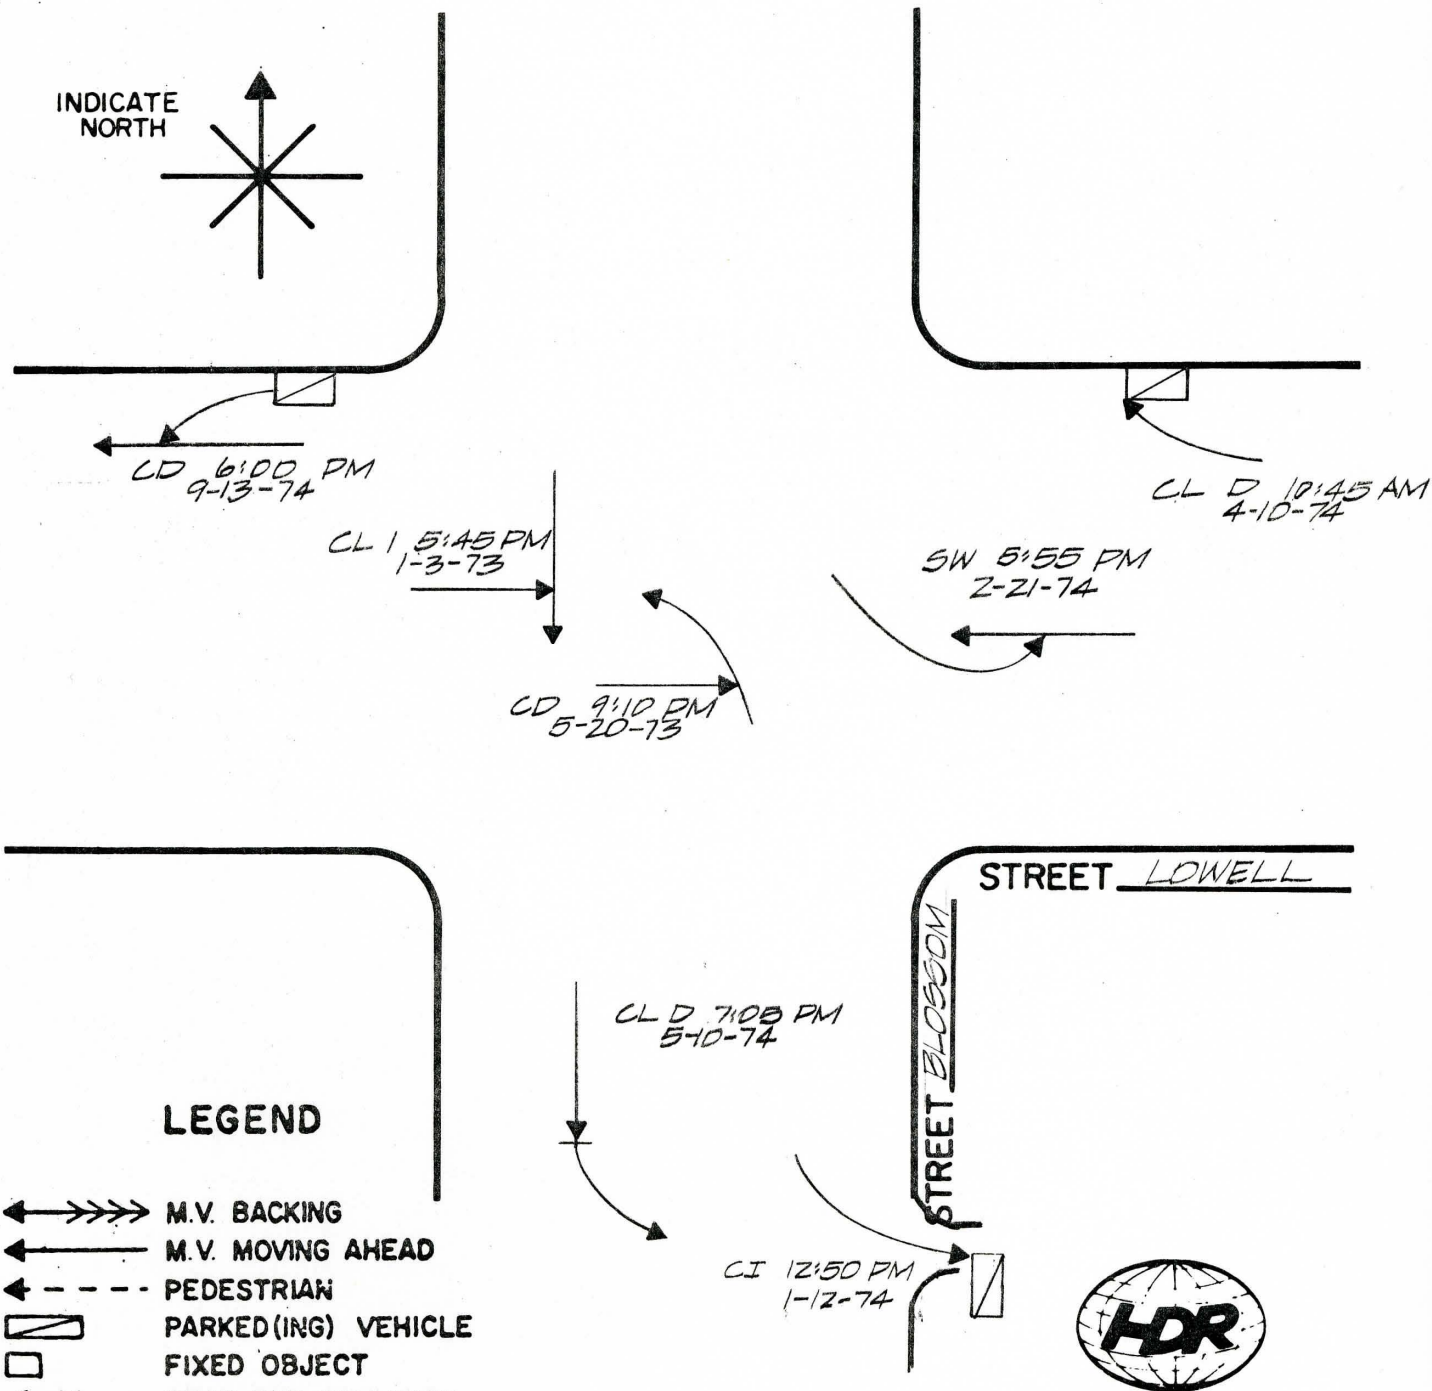 INDICATE
NORTH
CD 6:00 PM
9-13-74
CL D 10:45 AM
4-10-74
CL I 5:45 PM
1-3-73
SW 5:55 PM
2-21-74
CD 9:10 PM
5-20-73
STREET LOWELL
STREET BLOSSOM
CL D 7:05 PM
5-10-74
LEGEND
M.V. BACKING
M.V. MOVING AHEAD
PEDESTRIAN
PARKED(ING) VEHICLE
FIXED OBJECT
CI 12:50 PM
1-12-74
HDR